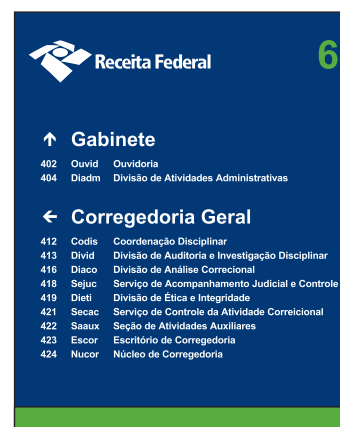 Receita Federal
6
↑ Gabinete
402 Ouvid Ouvidoria
404 Diadm Divisão de Atividades Administrativas
← Corregedoria Geral
412 Codis Coordenação Disciplinar
413 Divid Divisão de Auditoria e Investigação Disciplinar
416 Diaco Divisão de Análise Correcional
418 Sejuc Serviço de Acompanhamento Judicial e Controle
419 Dieti Divisão de Ética e Integridade
421 Secac Serviço de Controle da Atividade Correicional
422 Saaux Seção de Atividades Auxiliares
423 Escor Escritório de Corregedoria
424 Nucor Núcleo de Corregedoria